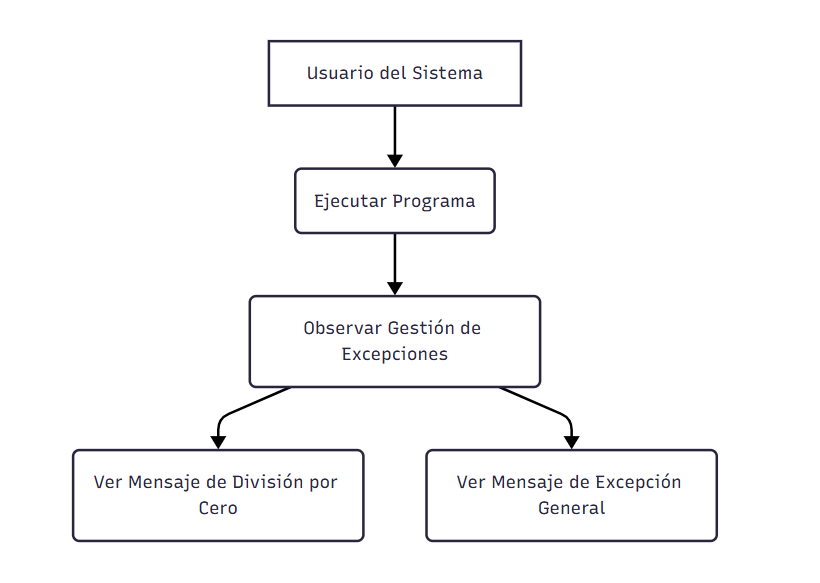 Usuario del Sistema
Ejecutar Programa
Observar Gestión de
Excepciones
Ver Mensaje de División por
Cero
Ver Mensaje de Excepción
General